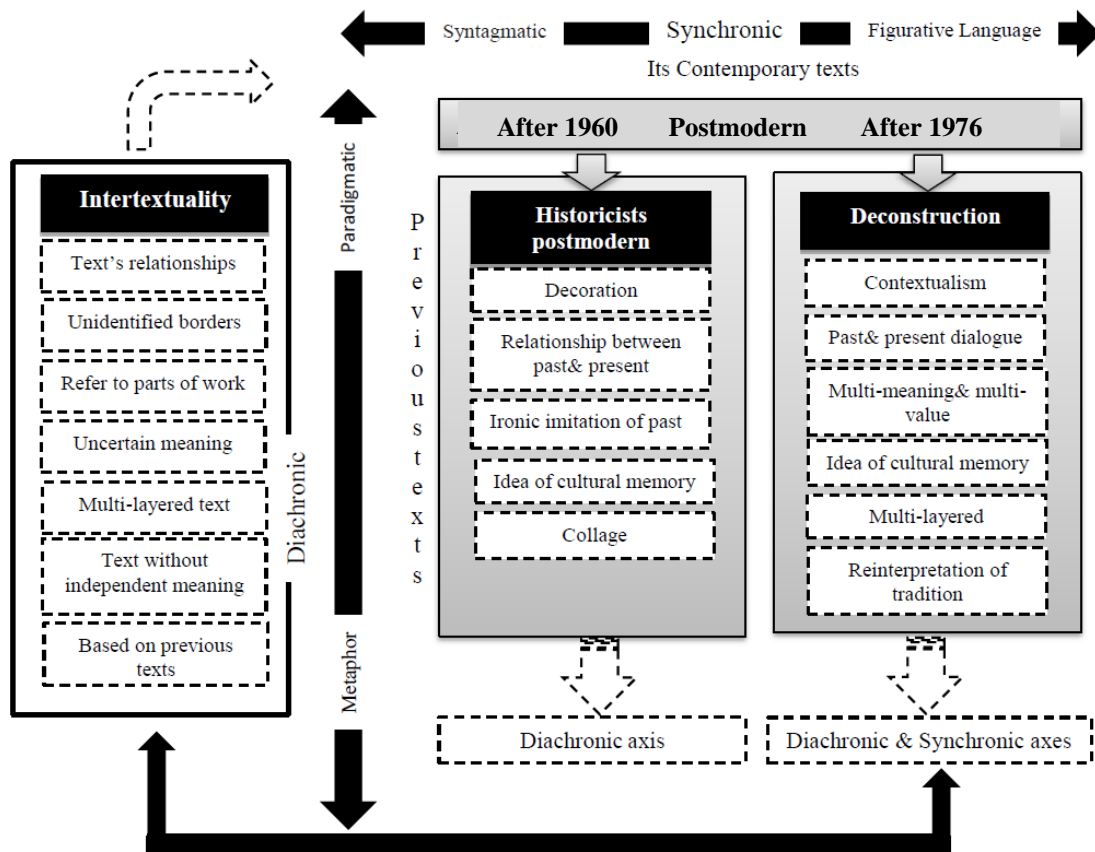 Syntagmatic Synchronic Figurative Language
Its Contemporary texts
After 1960 Postmodern After 1976
Intertextuality
Text's relationships
Unidentified borders
Refer to parts of work
Uncertain meaning
Multi-layered text
Text without
independent meaning
Based on previous
texts
Diachronic
Paradigmatic
Metaphor
Previous texts
Historicists
postmodern
Decoration
Relationship between
past& present
Ironic imitation of past
Idea of cultural memory
Collage
Diachronic axis
Deconstruction
Contextualism
Past& present dialogue
Multi-meaning& multi-
value
Idea of cultural memory
Multi-layered
Reinterpretation of
tradition
Diachronic & Synchronic axes